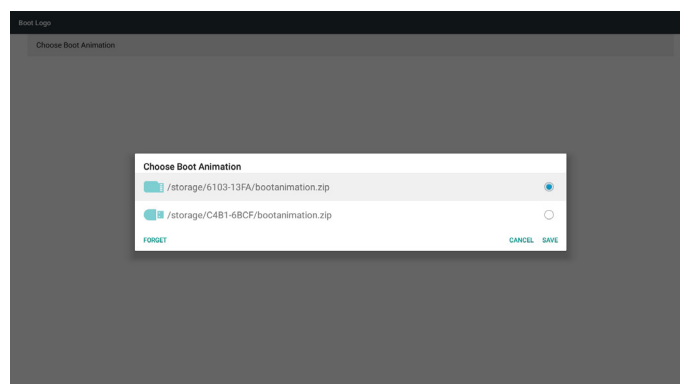 Boot Logo
Choose Boot Animation
Choose Boot Animation
/storage/6103-13FA/bootanimation.zip
/storage/C4B1-6BCF/bootanimation.zip
FORGET CANCEL SAVE